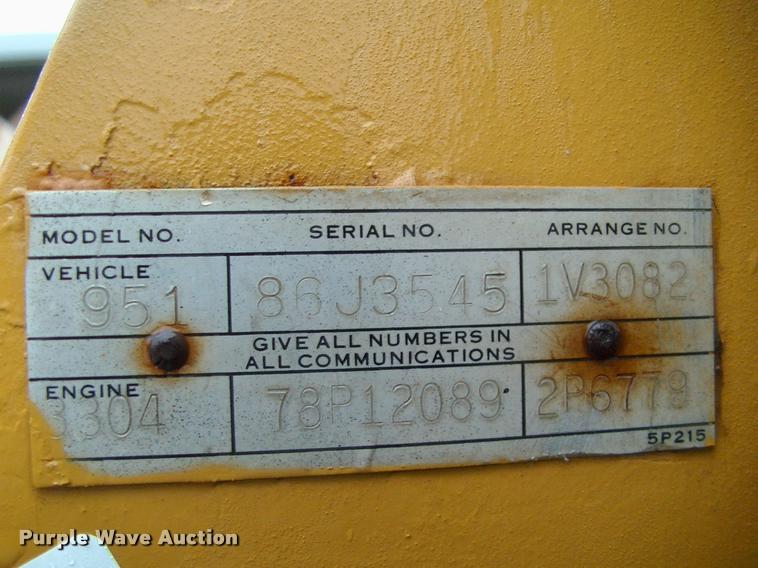 MODEL NO. SERIAL NO. ARRANGE NO.
VEHICLE
951 86J3545 1V3082
GIVE ALL NUMBERS IN
ALL COMMUNICATIONS
ENGINE
3304 78P12089 2P6779
5P215
Purple Wave Auction